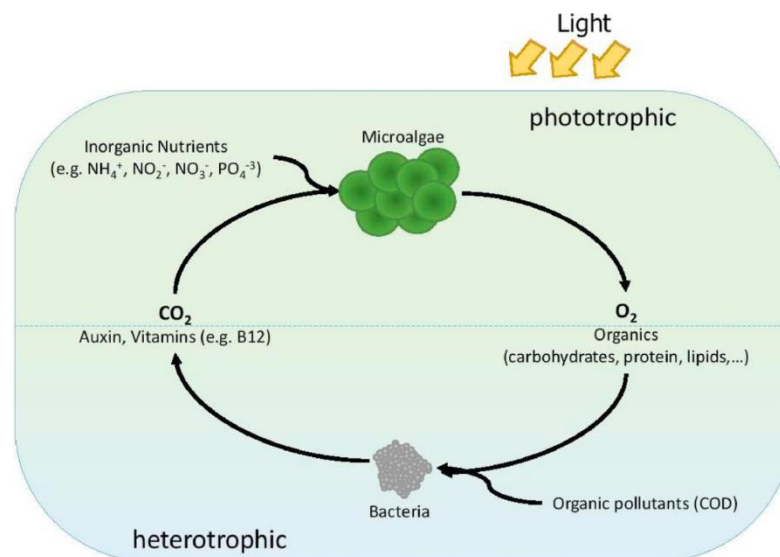 Light
phototrophic
Microalgae
Inorganic Nutrients
(e.g. NH₄⁺, NO₂⁻, NO₃⁻, PO₄⁻³)
CO₂
Auxin, Vitamins (e.g. B12)
O₂
Organics
(carbohydrates, protein, lipids,...)
Bacteria
Organic pollutants (COD)
heterotrophic